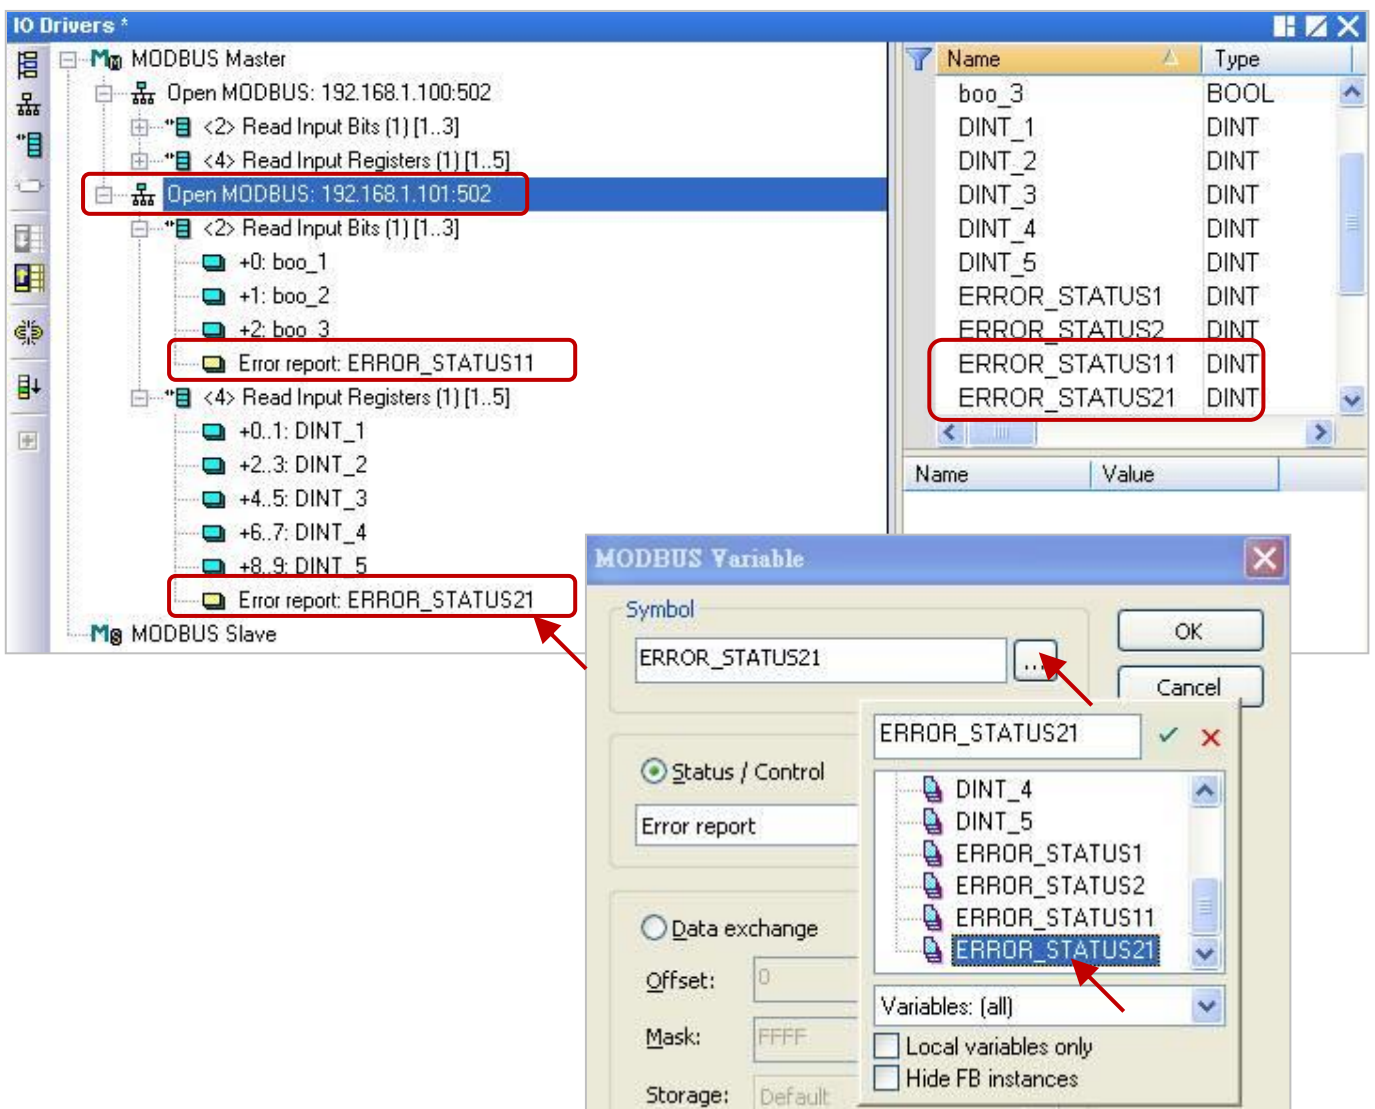 IO Drivers *
MODBUS Master
Open MODBUS: 192.168.1.100:502
<2> Read Input Bits (1) [1..3]
<4> Read Input Registers (1) [1..5]
Open MODBUS: 192.168.1.101:502
<2> Read Input Bits (1) [1..3]
+0: boo_1
+1: boo_2
+2: boo_3
Error report: ERROR_STATUS11
<4> Read Input Registers (1) [1..5]
+0..1: DINT_1
+2..3: DINT_2
+4..5: DINT_3
+6..7: DINT_4
+8..9: DINT_5
Error report: ERROR_STATUS21
MODBUS Slave
Name Type
boo_3 BOOL
DINT_1 DINT
DINT_2 DINT
DINT_3 DINT
DINT_4 DINT
DINT_5 DINT
ERROR_STATUS1 DINT
ERROR_STATUS2 DINT
ERROR_STATUS11 DINT
ERROR_STATUS21 DINT
Name Value
MODBUS Variable
Symbol
ERROR_STATUS21
...
OK
Cancel
Status / Control
Error report
Data exchange
Offset: 0
Mask: FFFF
Storage: Default
ERROR_STATUS21
DINT_4
DINT_5
ERROR_STATUS1
ERROR_STATUS2
ERROR_STATUS11
ERROR_STATUS21
Variables: (all)
Local variables only
Hide FB instances